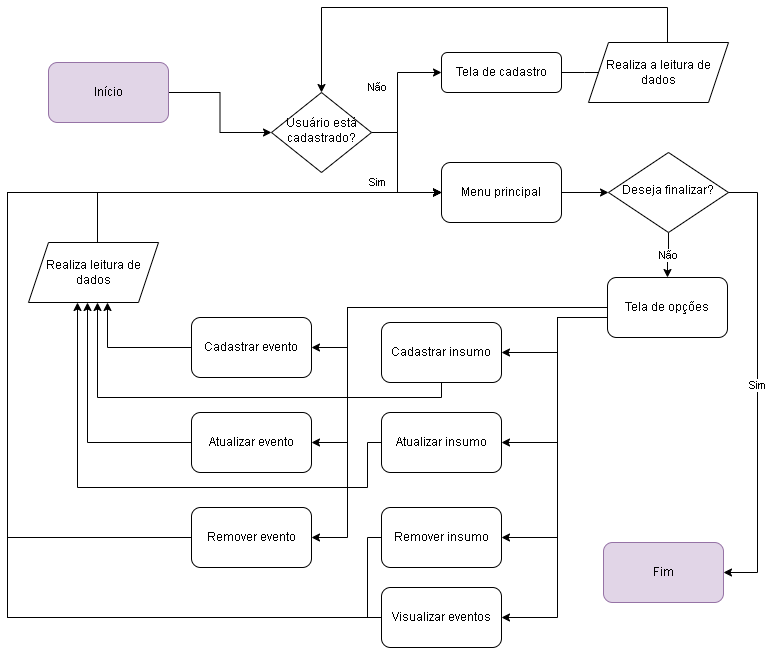 Início
Usuário está
cadastrado?
Não
Tela de cadastro
Realiza a leitura de
dados
Sim
Menu principal
Deseja finalizar?
Não
Realiza leitura de
dados
Tela de opções
Cadastrar evento
Cadastrar insumo
Sim
Atualizar evento
Atualizar insumo
Remover evento
Remover insumo
Fim
Visualizar eventos